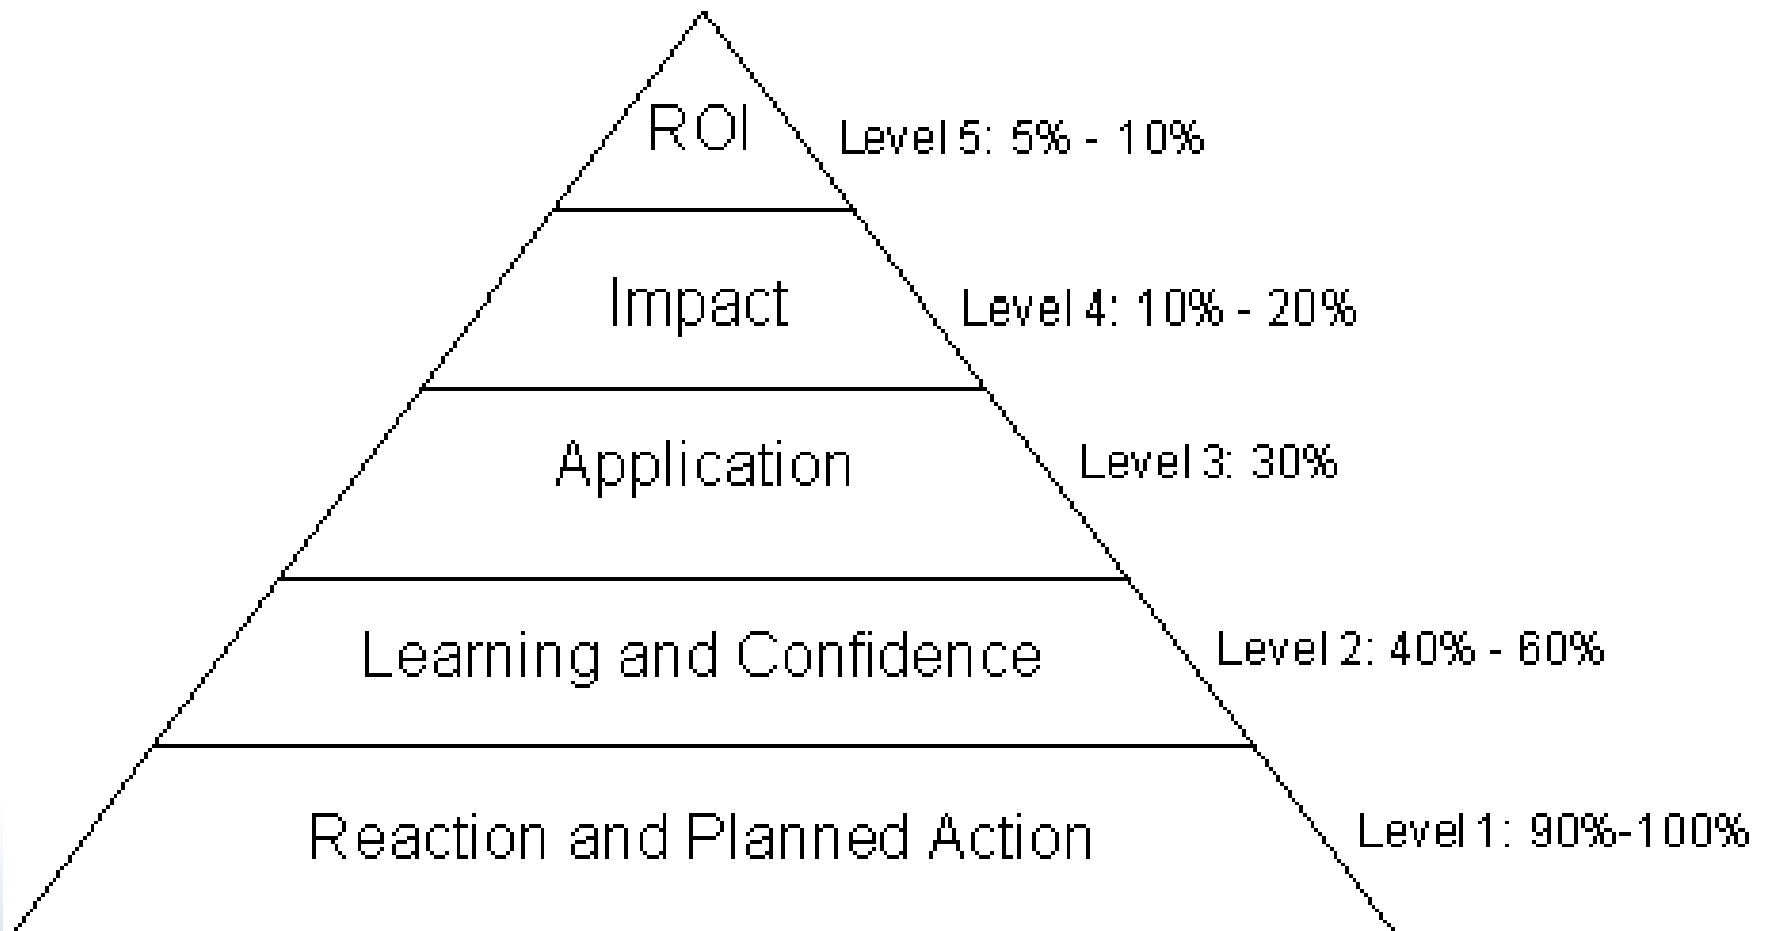 ROI
Level 5: 5% - 10%
Impact
Level 4: 10% - 20%
Application
Level 3: 30%
Learning and Confidence
Level 2: 40% - 60%
Reaction and Planned Action
Level 1: 90%-100%